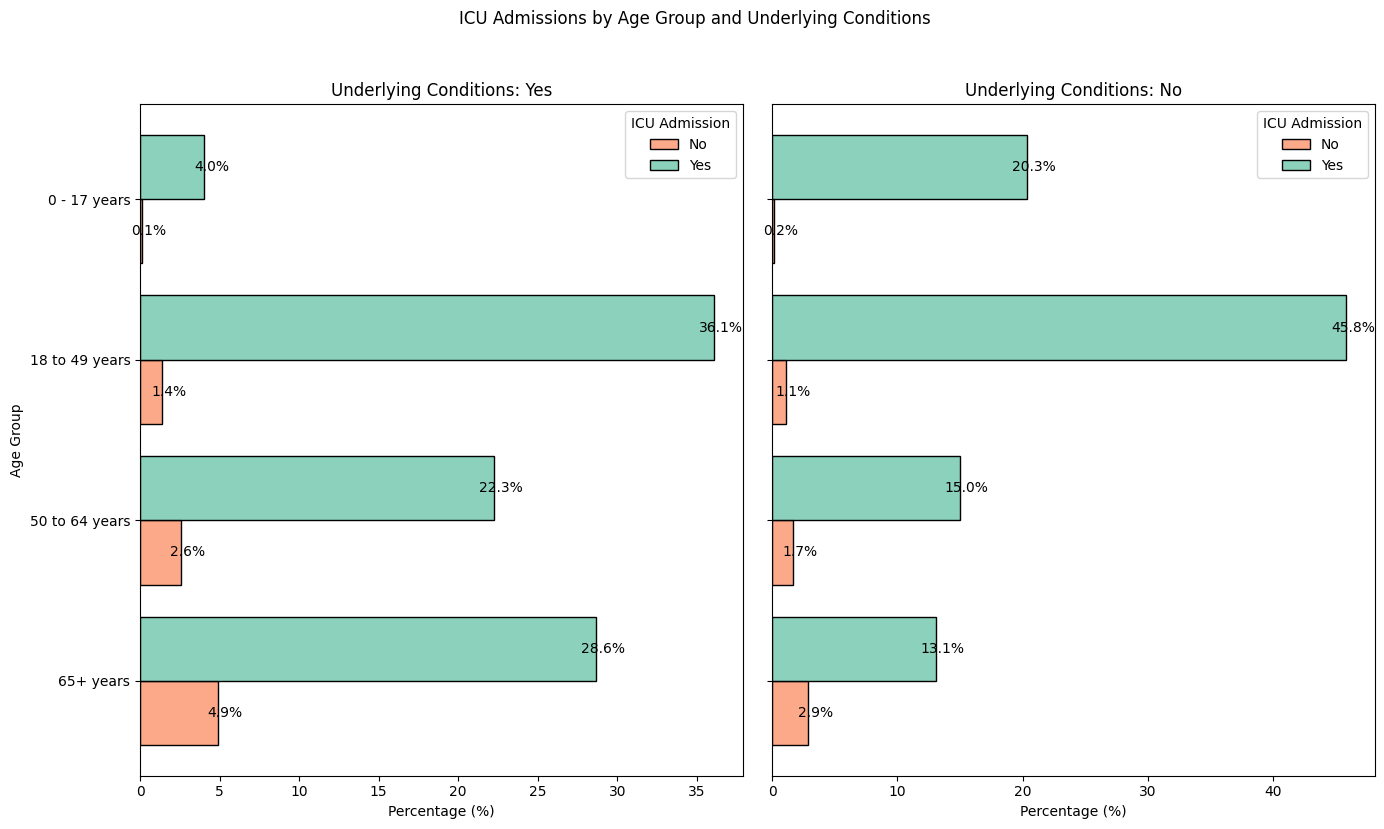 ICU Admissions by Age Group and Underlying Conditions
Underlying Conditions: Yes
ICU Admission
No
Yes
4.0%
0.1%
36.1%
1.4%
22.3%
2.6%
28.6%
4.9%
0 - 17 years
18 to 49 years
50 to 64 years
65+ years
Age Group
0 5 10 15 20 25 30 35
Percentage (%)
Underlying Conditions: No
ICU Admission
No
Yes
20.3%
0.2%
45.8%
1.1%
15.0%
1.7%
13.1%
2.9%
0 10 20 30 40
Percentage (%)